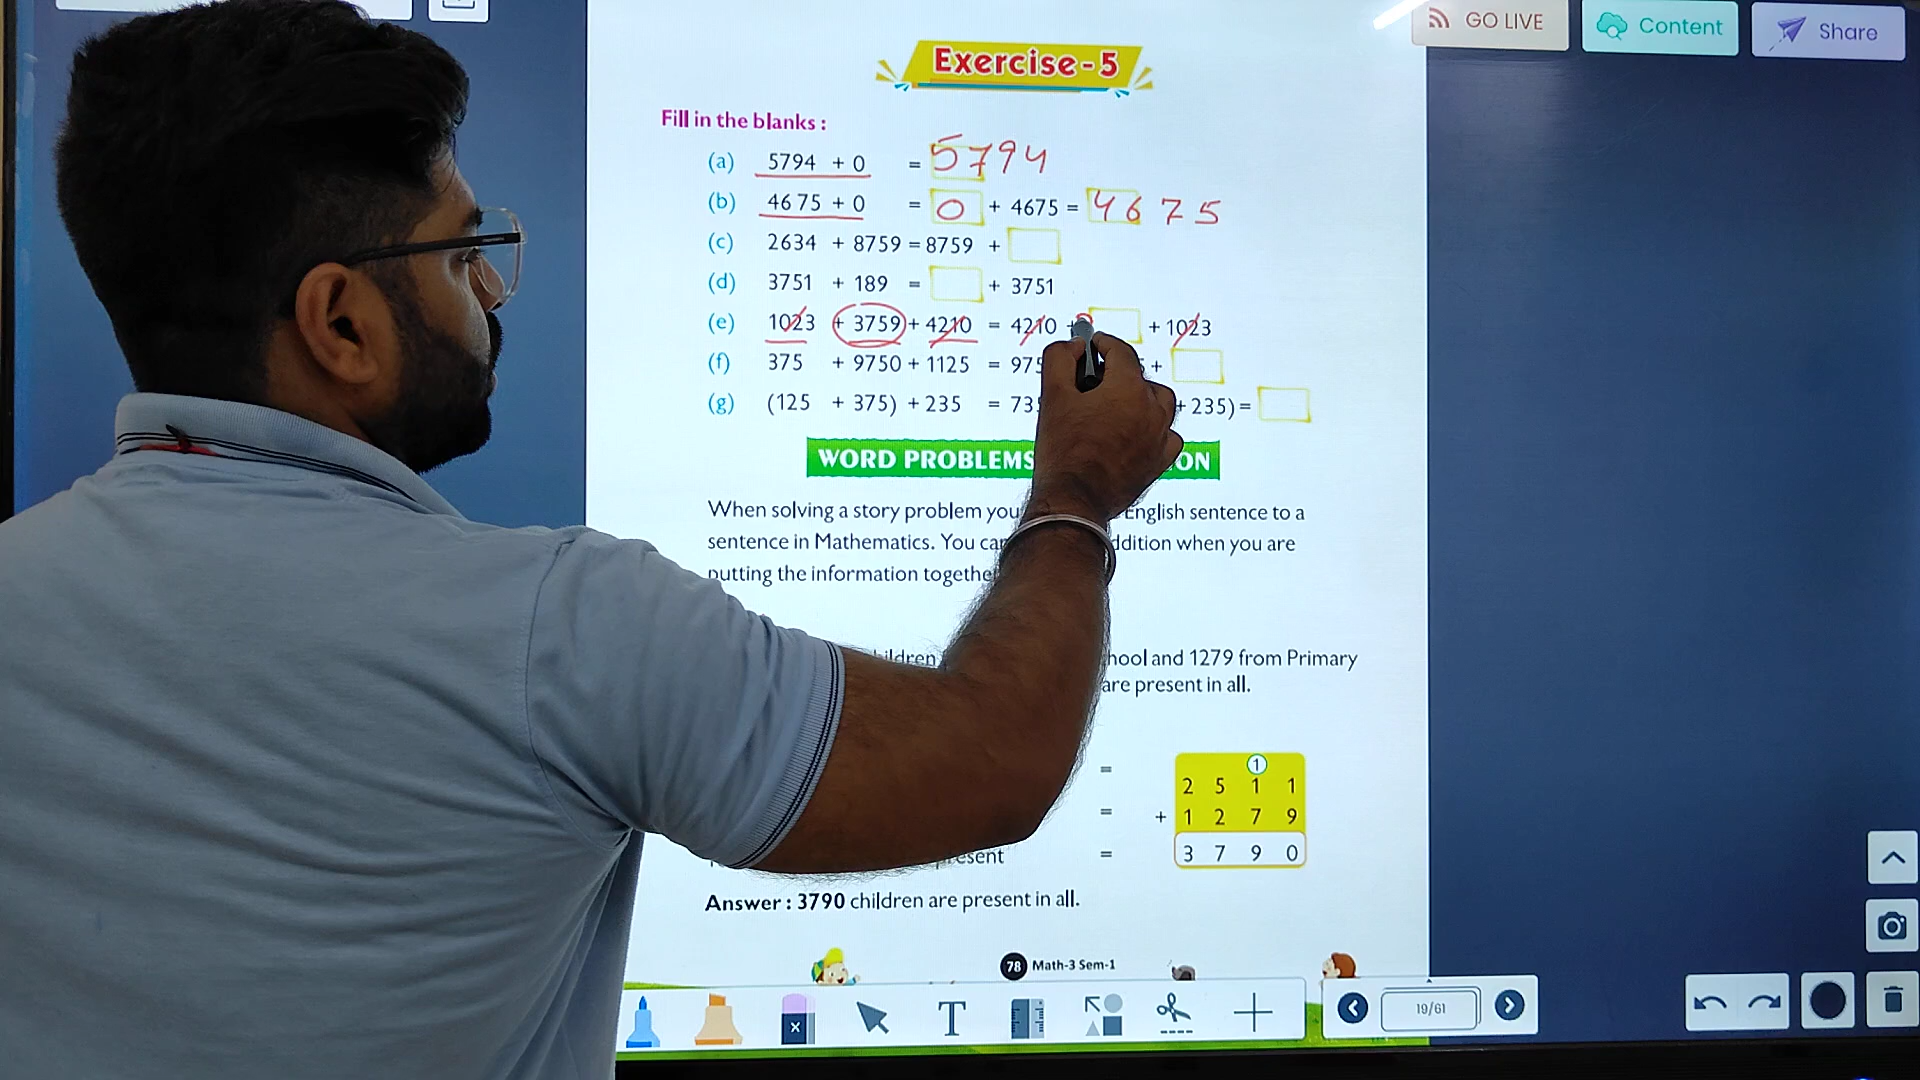 GO LIVE
Content
Share
Exercise-5
Fill in the blanks :
(a) 5794 + 0 = 5794
(b) 4675 + 0 = 0 + 4675 = 4675
(c) 2634 + 8759 = 8759 +
(d) 3751 + 189 = + 3751
(e) 1023 + 3759 + 4210 = 4210 + + 1023
(f) 375 + 9750 + 1125 = 975 +
(g) (125 + 375) + 235 = 73 + 235) =
WORD PROBLEMS ON
When solving a story problem you English sentence to a
sentence in Mathematics. You can ddition when you are
putting the information togethe
children hool and 1279 from Primary
are present in all.
1
= 2 5 1 1
= + 1 2 7 9
present = 3 7 9 0
Answer : 3790 children are present in all.
78 Math-3 Sem-1
x
T
19/61